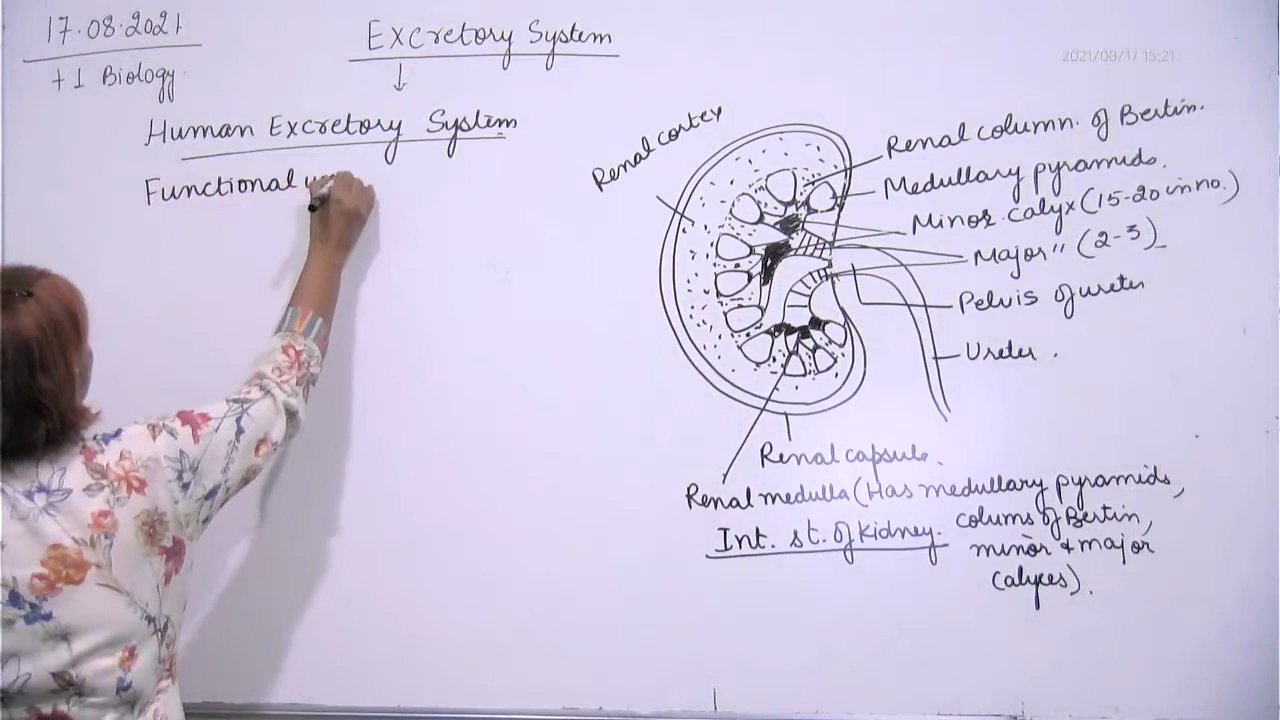 17.08.2021
+1 Biology
Excretory System
↓
Human Excretory System
Functional
2021/08/17 15:21
Renal cortex
Renal column. of Bertin.
Medullary pyramids.
Minor calyx (15-20 in no.)
Major " (2-3)
Pelvis of ureter
Ureter.
Renal capsule.
Renal medulla (Has medullary pyramids,
colums of Bertin,
minor & major
calyces).
Int. st. of kidney.